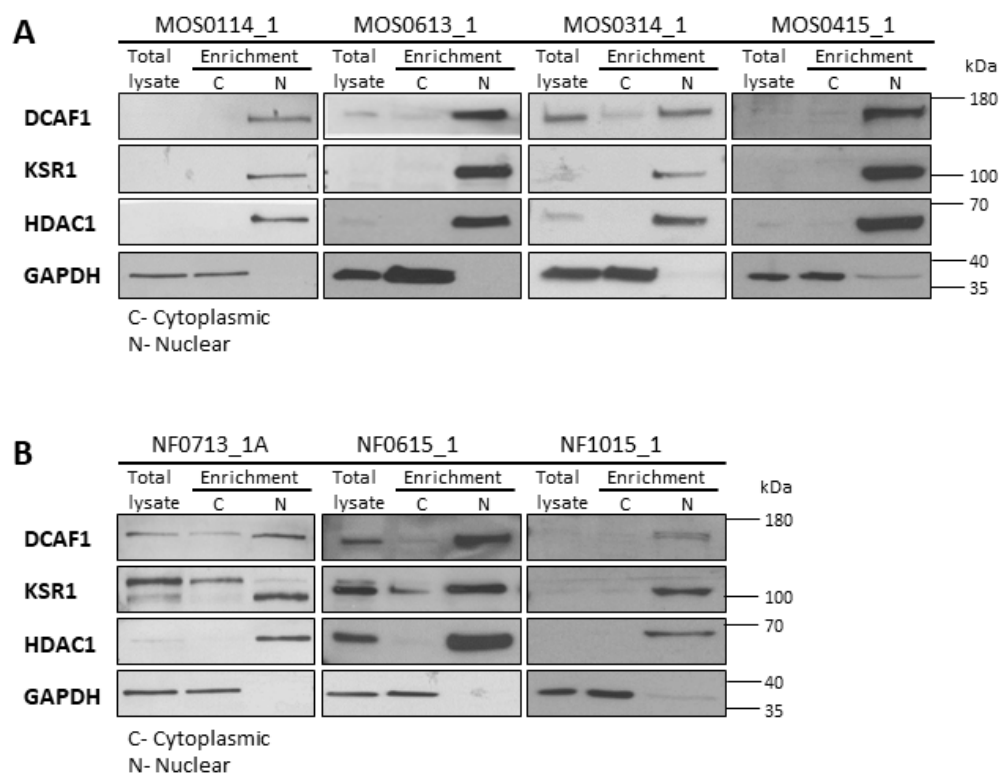 A
MOS0114_1 MOS0613_1 MOS0314_1 MOS0415_1
Total Enrichment Total Enrichment Total Enrichment Total Enrichment kDa
lysate C N lysate C N lysate C N lysate C N
180
DCAF1
KSR1
100
70
HDAC1
40
GAPDH
35
C- Cytoplasmic
N- Nuclear
B
NF0713_1A NF0615_1 NF1015_1
Total Enrichment Total Enrichment Total Enrichment kDa
lysate C N lysate C N lysate C N
180
DCAF1
KSR1
100
70
HDAC1
40
GAPDH
35
C- Cytoplasmic
N- Nuclear